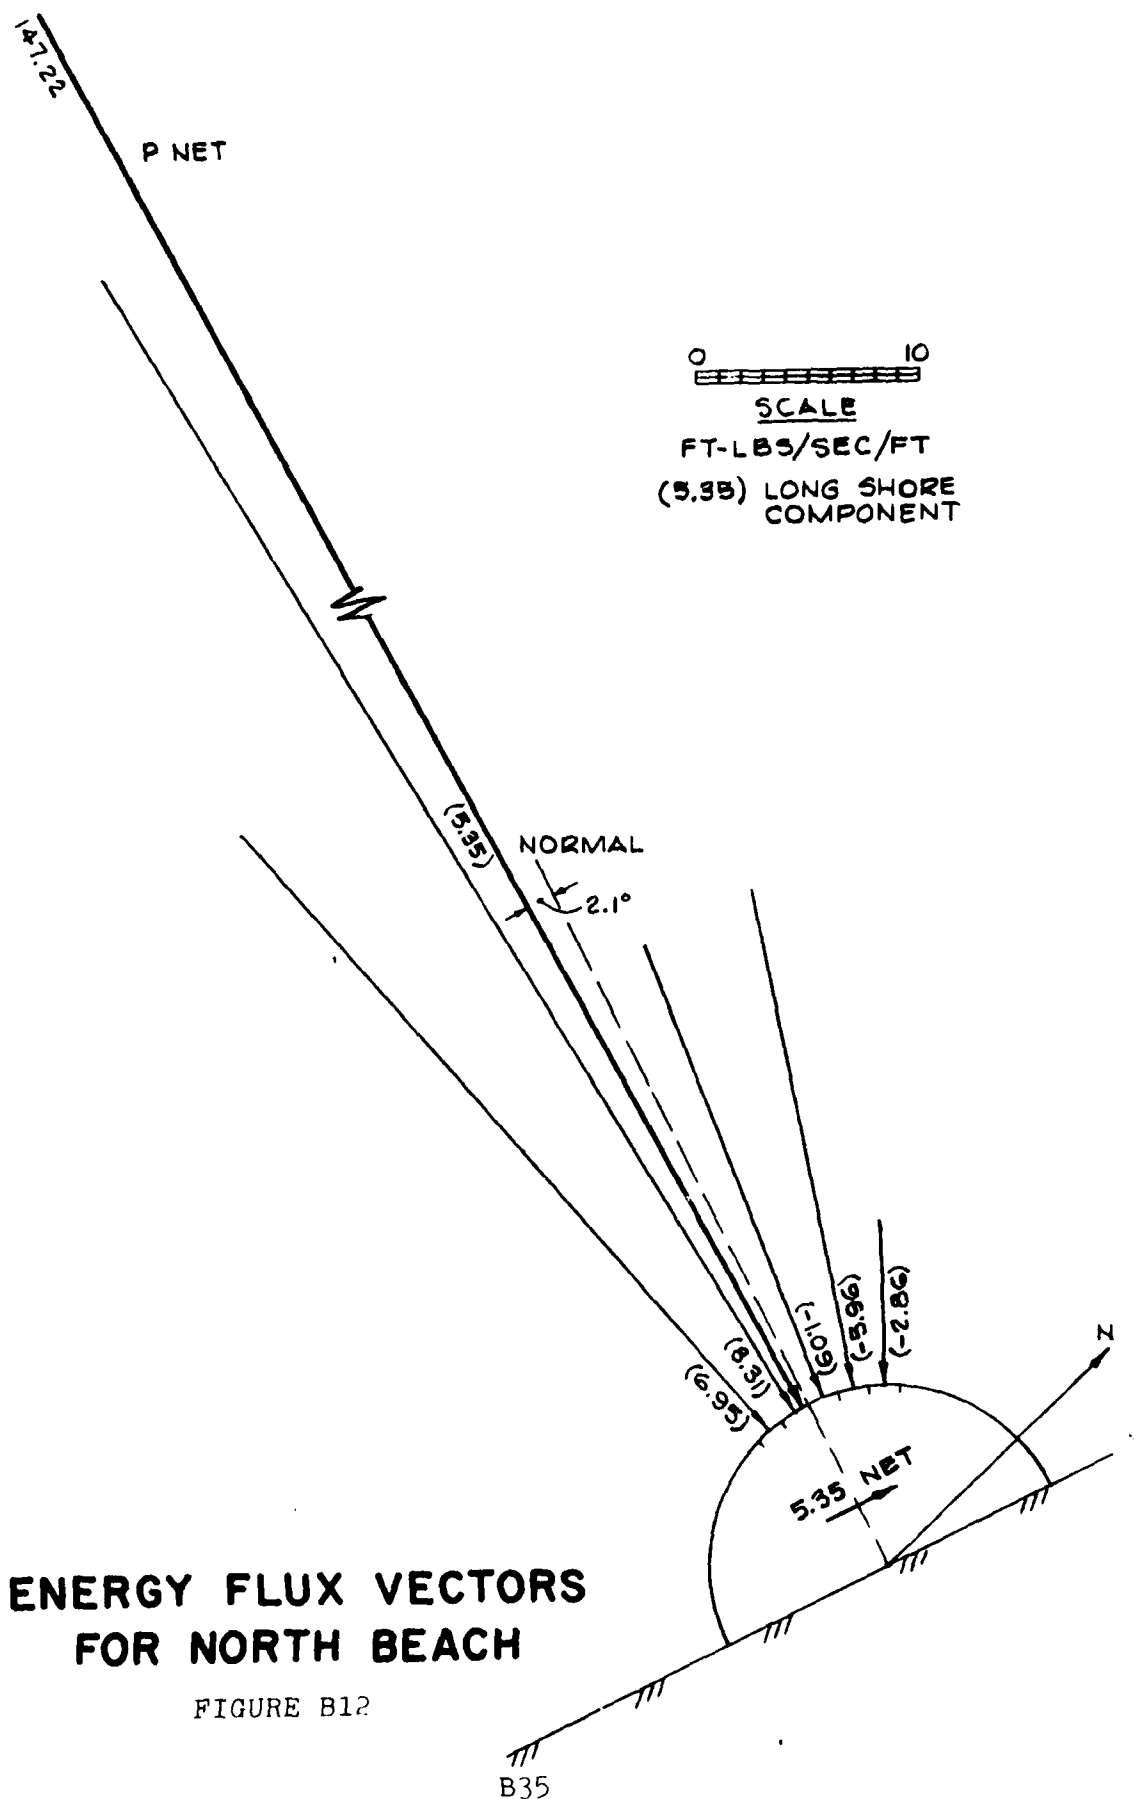 147.22
P NET
0 10
SCALE
FT-LBS/SEC/FT
(5.35) LONG SHORE
COMPONENT
(5.35)
NORMAL
2.1°
(6.95)
(8.31)
(-1.09)
(-5.96)
(-2.86)
N
5.35 NET
ENERGY FLUX VECTORS
FOR NORTH BEACH
FIGURE B12
B35